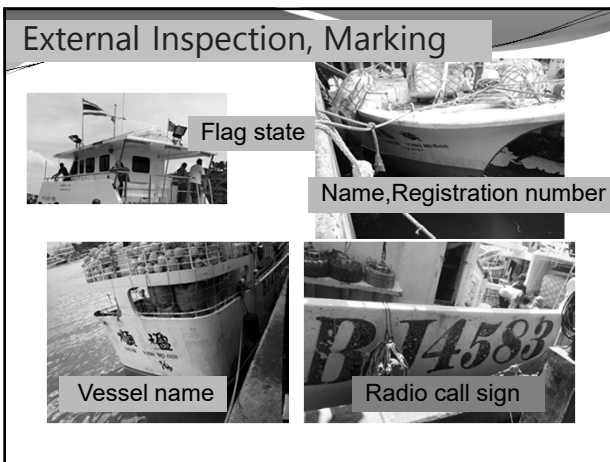 External Inspection, Marking
Flag state
Name,Registration number
Vessel name
Radio call sign
BJ4583